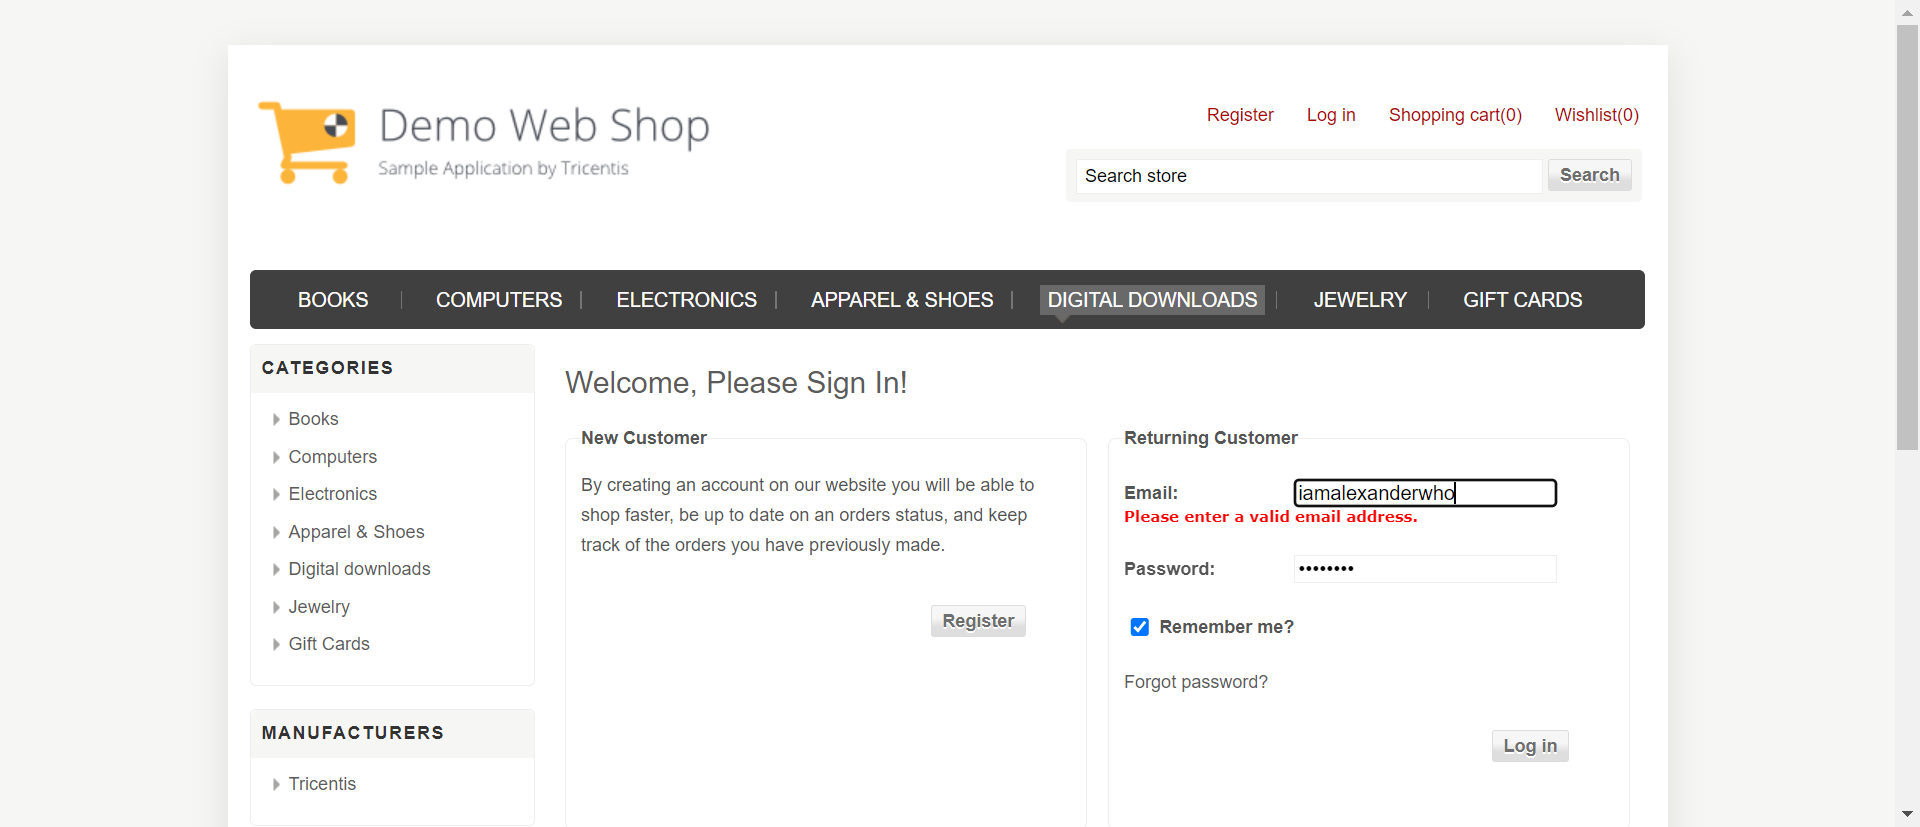 Demo Web Shop
Sample Application by Tricentis
Register Log in Shopping cart(0) Wishlist(0)
Search store Search
BOOKS COMPUTERS ELECTRONICS APPAREL & SHOES DIGITAL DOWNLOADS JEWELRY GIFT CARDS
CATEGORIES
Books
Computers
Electronics
Apparel & Shoes
Digital downloads
Jewelry
Gift Cards
MANUFACTURERS
Tricentis
Welcome, Please Sign In!
New Customer
By creating an account on our website you will be able to
shop faster, be up to date on an orders status, and keep
track of the orders you have previously made.
Register
Returning Customer
Email: iamalexanderwho
Please enter a valid email address.
Password: ••••••••
Remember me?
Forgot password?
Log in